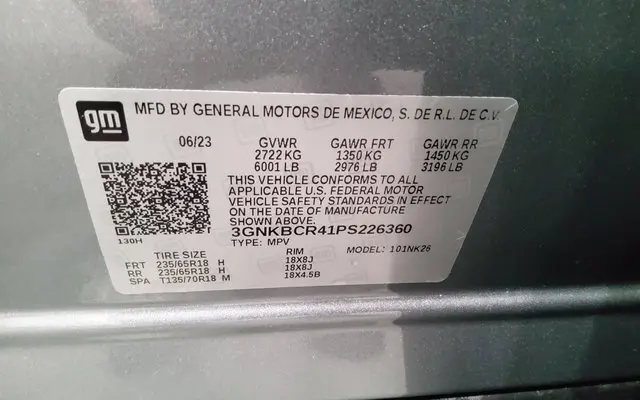 gm
MFD BY GENERAL MOTORS DE MEXICO, S. DE R.L. DE C.V.
06/23 GVWR GAWR FRT GAWR RR
2722 KG 1350 KG 1450 KG
6001 LB 2976 LB 3196 LB
THIS VEHICLE CONFORMS TO ALL
APPLICABLE U.S. FEDERAL MOTOR
VEHICLE SAFETY STANDARDS IN EFFECT
ON THE DATE OF MANUFACTURE
SHOWN ABOVE.
3GNKBCR41PS226360
130H TYPE: MPV MODEL: 101NK26
TIRE SIZE RIM
FRT 235/65R18 H 18X8J
RR 235/65R18 H 18X8J
SPA T135/70R18 M 18X4.5B